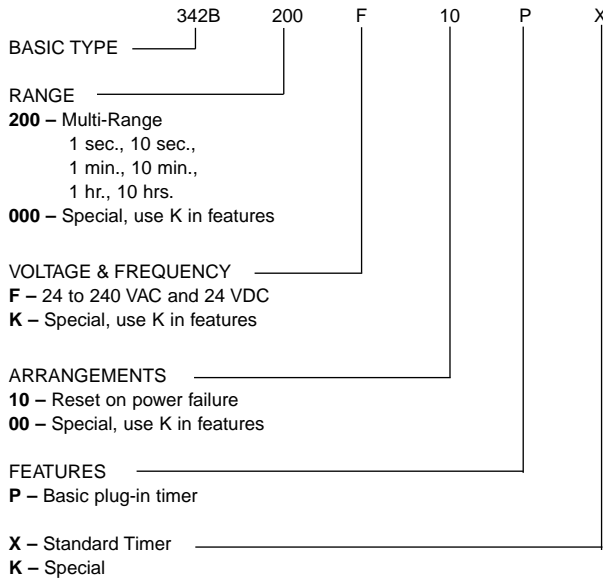 342B 200 F 10 P X
BASIC TYPE
RANGE
200 – Multi-Range
1 sec., 10 sec.,
1 min., 10 min.,
1 hr., 10 hrs.
000 – Special, use K in features
VOLTAGE & FREQUENCY
F – 24 to 240 VAC and 24 VDC
K – Special, use K in features
ARRANGEMENTS
10 – Reset on power failure
00 – Special, use K in features
FEATURES
P – Basic plug-in timer
X – Standard Timer
K – Special